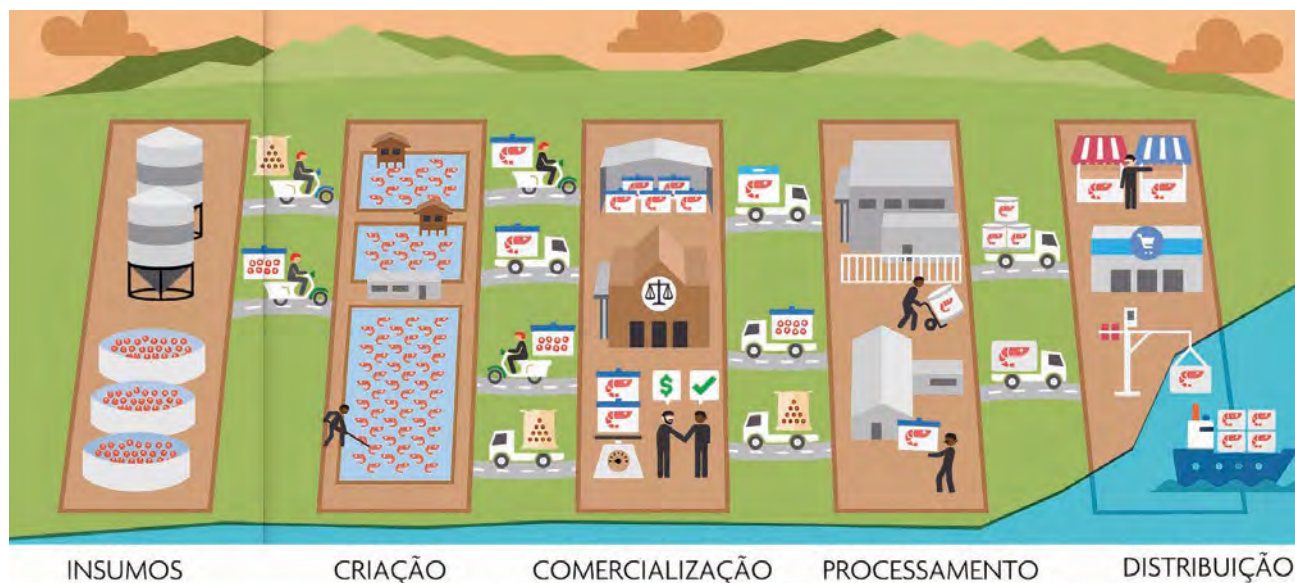 $
INSUMOS
CRIAÇÃO
COMERCIALIZAÇÃO
PROCESSAMENTO
DISTRIBUIÇÃO